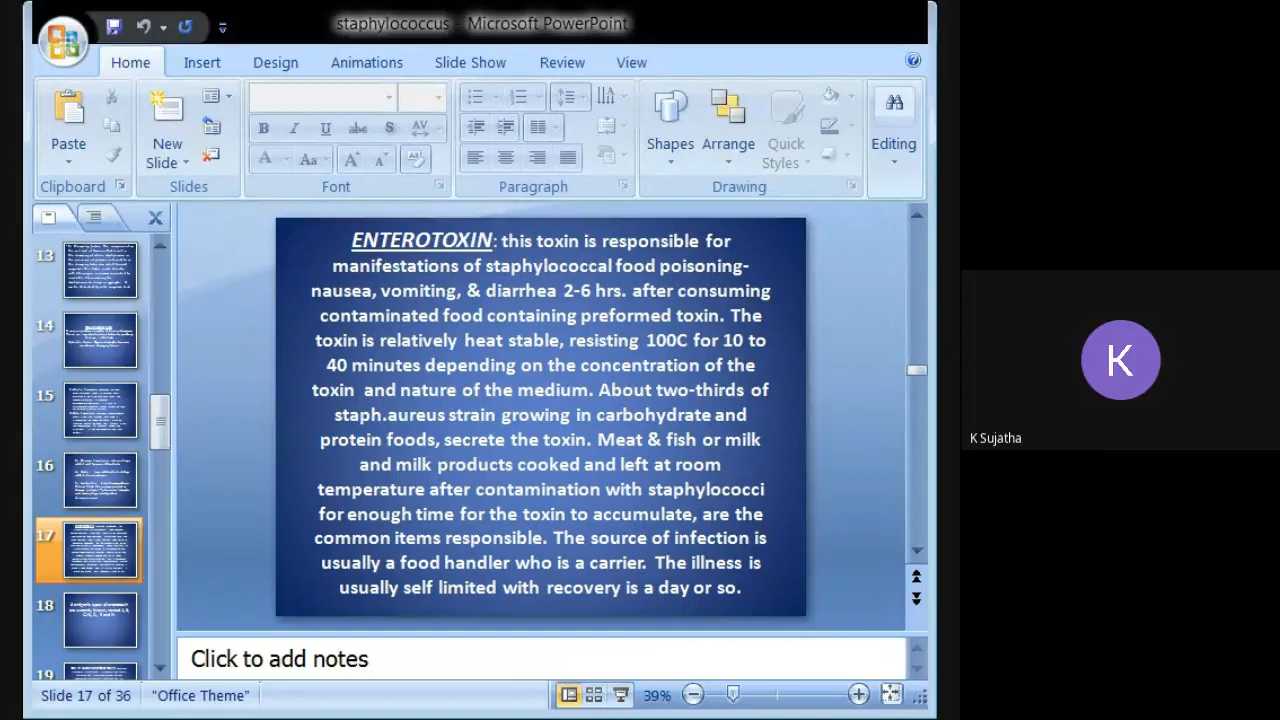 staphylococcus - Microsoft PowerPoint
Home Insert Design Animations Slide Show Review View
Paste
New
Slide
Shapes Arrange Quick
Styles
Editing
Clipboard Slides Font Paragraph Drawing
13
14
15
16
17
18
19
ENTEROTOXIN: this toxin is responsible for
manifestations of staphylococcal food poisoning-
nausea, vomiting, & diarrhea 2-6 hrs. after consuming
contaminated food containing preformed toxin. The
toxin is relatively heat stable, resisting 100C for 10 to
40 minutes depending on the concentration of the
toxin and nature of the medium. About two-thirds of
staph.aureus strain growing in carbohydrate and
protein foods, secrete the toxin. Meat & fish or milk
and milk products cooced and left at room
temperature after contamination with staphylococci
for enough time for the toxin to accumulate, are the
common items responsible. The source of infection is
usually a food handler who is a carrier. The illness is
usually self limited with recovery is a day or so.
Click to add notes
Slide 17 of 36 "Office Theme" 39%
K
K Sujatha